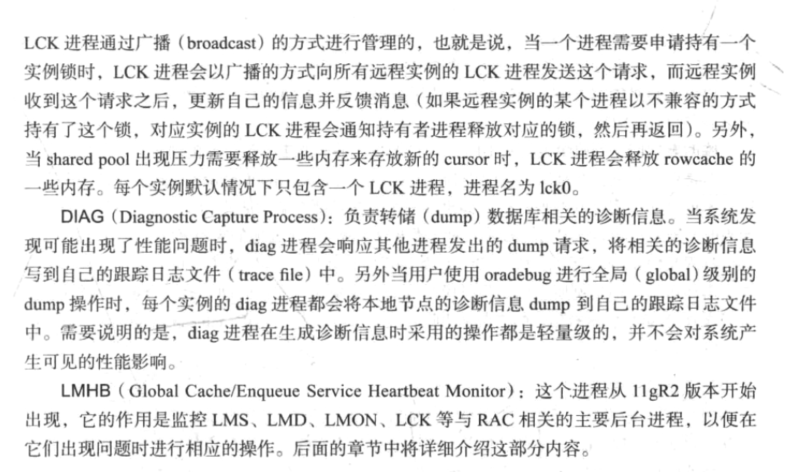 LCK 进程通过广播（broadcast）的方式进行管理的，也就是说，当一个进程需要申请持有一个
实例锁时，LCK 进程会以广播的方式向所有远程实例的 LCK 进程发送这个请求，而远程实例
收到这个请求之后，更新自己的信息并反馈消息（如果远程实例的某个进程以不兼容的方式
持有了这个锁，对应实例的 LCK 进程会通知持有者进程释放对应的锁，然后再返回）。另外，
当 shared pool 出现压力需要释放一些内存来存放新的 cursor 时，LCK 进程会释放 rowcache 的
一些内存。每个实例默认情况下只包含一个 LCK 进程，进程名为 lck0。
DIAG（Diagnostic Capture Process）：负责转储（dump）数据库相关的诊断信息。当系统发
现可能出现了性能问题时，diag 进程会响应其他进程发出的 dump 请求，将相关的诊断信息
写到自己的跟踪日志文件（trace file）中。另外当用户使用 oradebug 进行全局（global）级别的
dump 操作时，每个实例的 diag 进程都会将本地节点的诊断信息 dump 到自己的跟踪日志文件
中。需要说明的是，diag 进程在生成诊断信息时采用的操作都是轻量级的，并不会对系统产
生可见的性能影响。
LMHB（Global Cache/Enqueue Service Heartbeat Monitor）：这个进程从 11gR2 版本开始
出现，它的作用是监控 LMS、LMD、LMON、LCK 等与 RAC 相关的主要后台进程，以便在
它们出现问题时进行相应的操作。后面的章节中将详细介绍这部分内容。